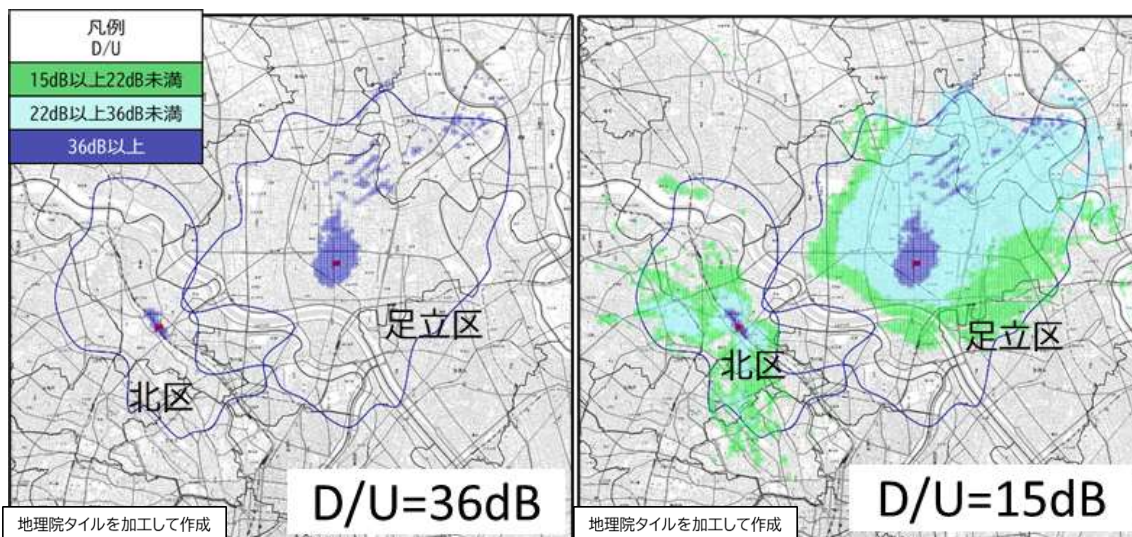 凡例
D/U
15dB以上22dB未満
22dB以上36dB未満
36dB以上
足立区
北区
D/U=36dB
地理院タイルを加工して作成
足立区
北区
D/U=15dB
地理院タイルを加工して作成